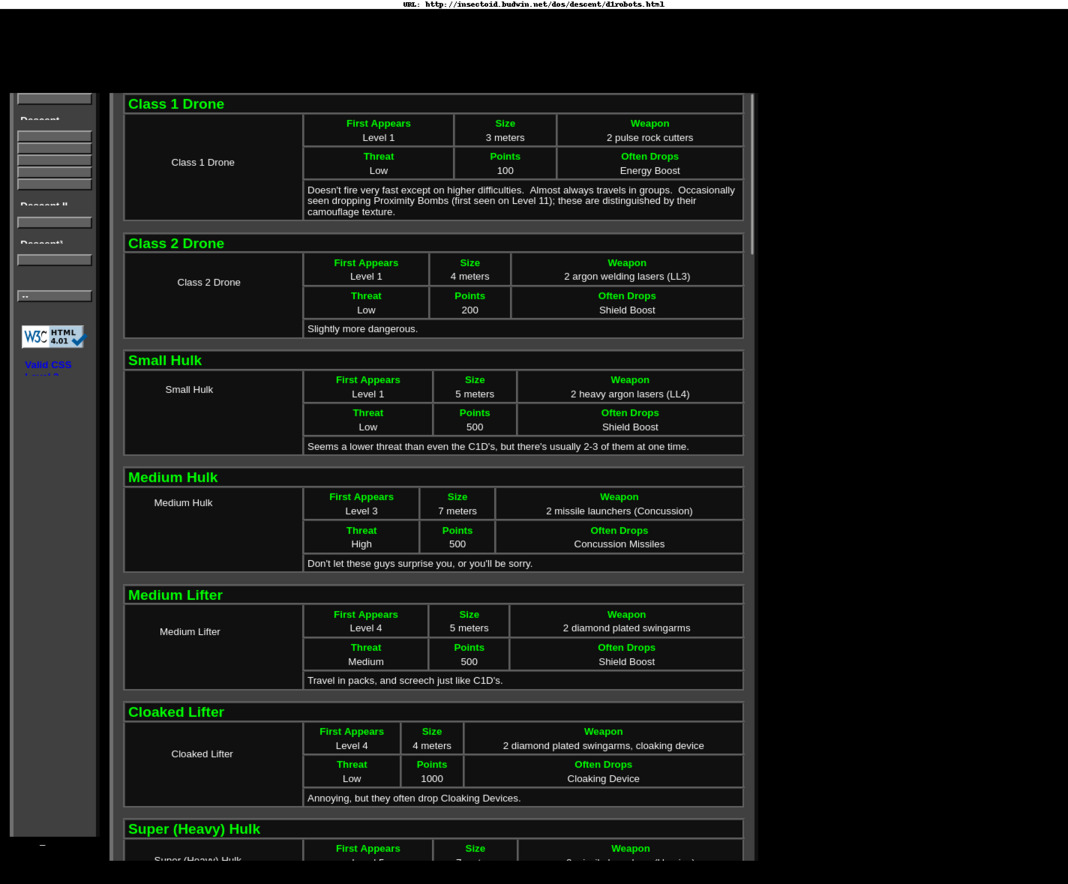 URL: http://insectoid.budwin.net/dos/descent/d1robots.html
Descent
Descent II
Descent³
..
W3C HTML 4.01
Valid CSS
Class 1 Drone
Class 1 Drone
First Appears Size Weapon
Level 1 3 meters 2 pulse rock cutters
Threat Points Often Drops
Low 100 Energy Boost
Doesn't fire very fast except on higher difficulties. Almost always travels in groups. Occasionally
seen dropping Proximity Bombs (first seen on Level 11); these are distinguished by their
camouflage texture.
Class 2 Drone
Class 2 Drone
First Appears Size Weapon
Level 1 4 meters 2 argon welding lasers (LL3)
Threat Points Often Drops
Low 200 Shield Boost
Slightly more dangerous.
Small Hulk
Small Hulk
First Appears Size Weapon
Level 1 5 meters 2 heavy argon lasers (LL4)
Threat Points Often Drops
Low 500 Shield Boost
Seems a lower threat than even the C1D's, but there's usually 2-3 of them at one time.
Medium Hulk
Medium Hulk
First Appears Size Weapon
Level 3 7 meters 2 missile launchers (Concussion)
Threat Points Often Drops
High 500 Concussion Missiles
Don't let these guys surprise you, or you'll be sorry.
Medium Lifter
Medium Lifter
First Appears Size Weapon
Level 4 5 meters 2 diamond plated swingarms
Threat Points Often Drops
Medium 500 Shield Boost
Travel in packs, and screech just like C1D's.
Cloaked Lifter
Cloaked Lifter
First Appears Size Weapon
Level 4 4 meters 2 diamond plated swingarms, cloaking device
Threat Points Often Drops
Low 1000 Cloaking Device
Annoying, but they often drop Cloaking Devices.
Super (Heavy) Hulk
Super (Heavy) Hulk
First Appears Size Weapon